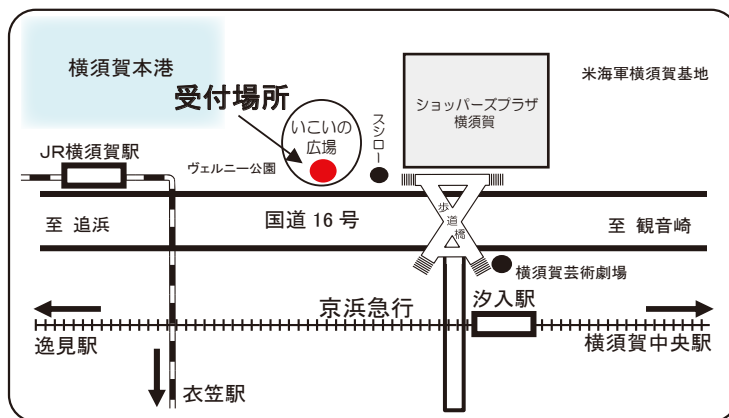 横須賀本港
米海軍横須賀基地
受付場所
ショッパーズプラザ
横須賀
スシロー
いこいの
広場
JR横須賀駅
ヴェルニー公園
歩道橋
至 追浜
国道 16 号
至 観音崎
横須賀芸術劇場
京浜急行
汐入駅
逸見駅
横須賀中央駅
衣笠駅